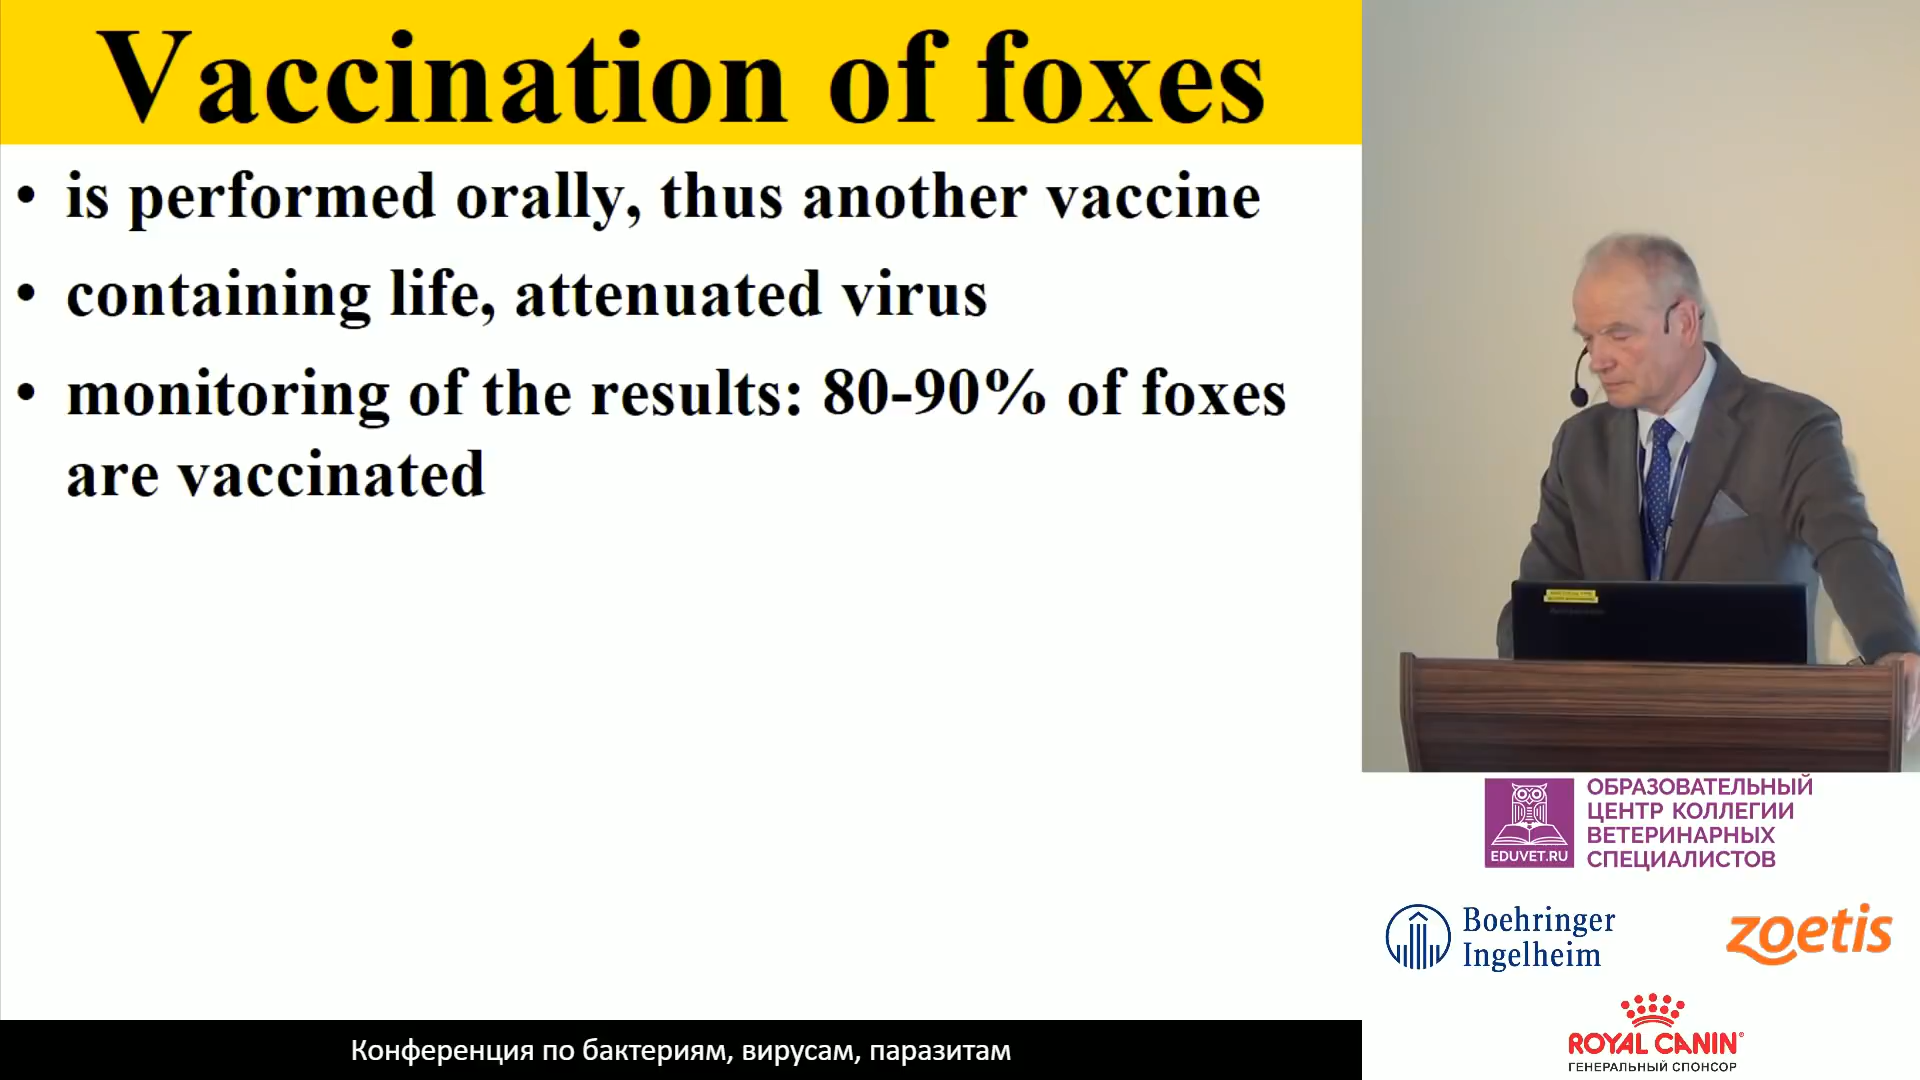 Vaccination of foxes
• is performed orally, thus another vaccine
• containing life, attenuated virus
• monitoring of the results: 80-90% of foxes
are vaccinated
ОБРАЗОВАТЕЛЬНЫЙ
ЦЕНТР КОЛЛЕГИИ
ВЕТЕРИНАРНЫХ
СПЕЦИАЛИСТОВ
EDUVET.RU
Boehringer
Ingelheim
zoetis
ROYAL CANIN®
ГЕНЕРАЛЬНЫЙ СПОНСОР
Конференция по бактериям, вирусам, паразитам